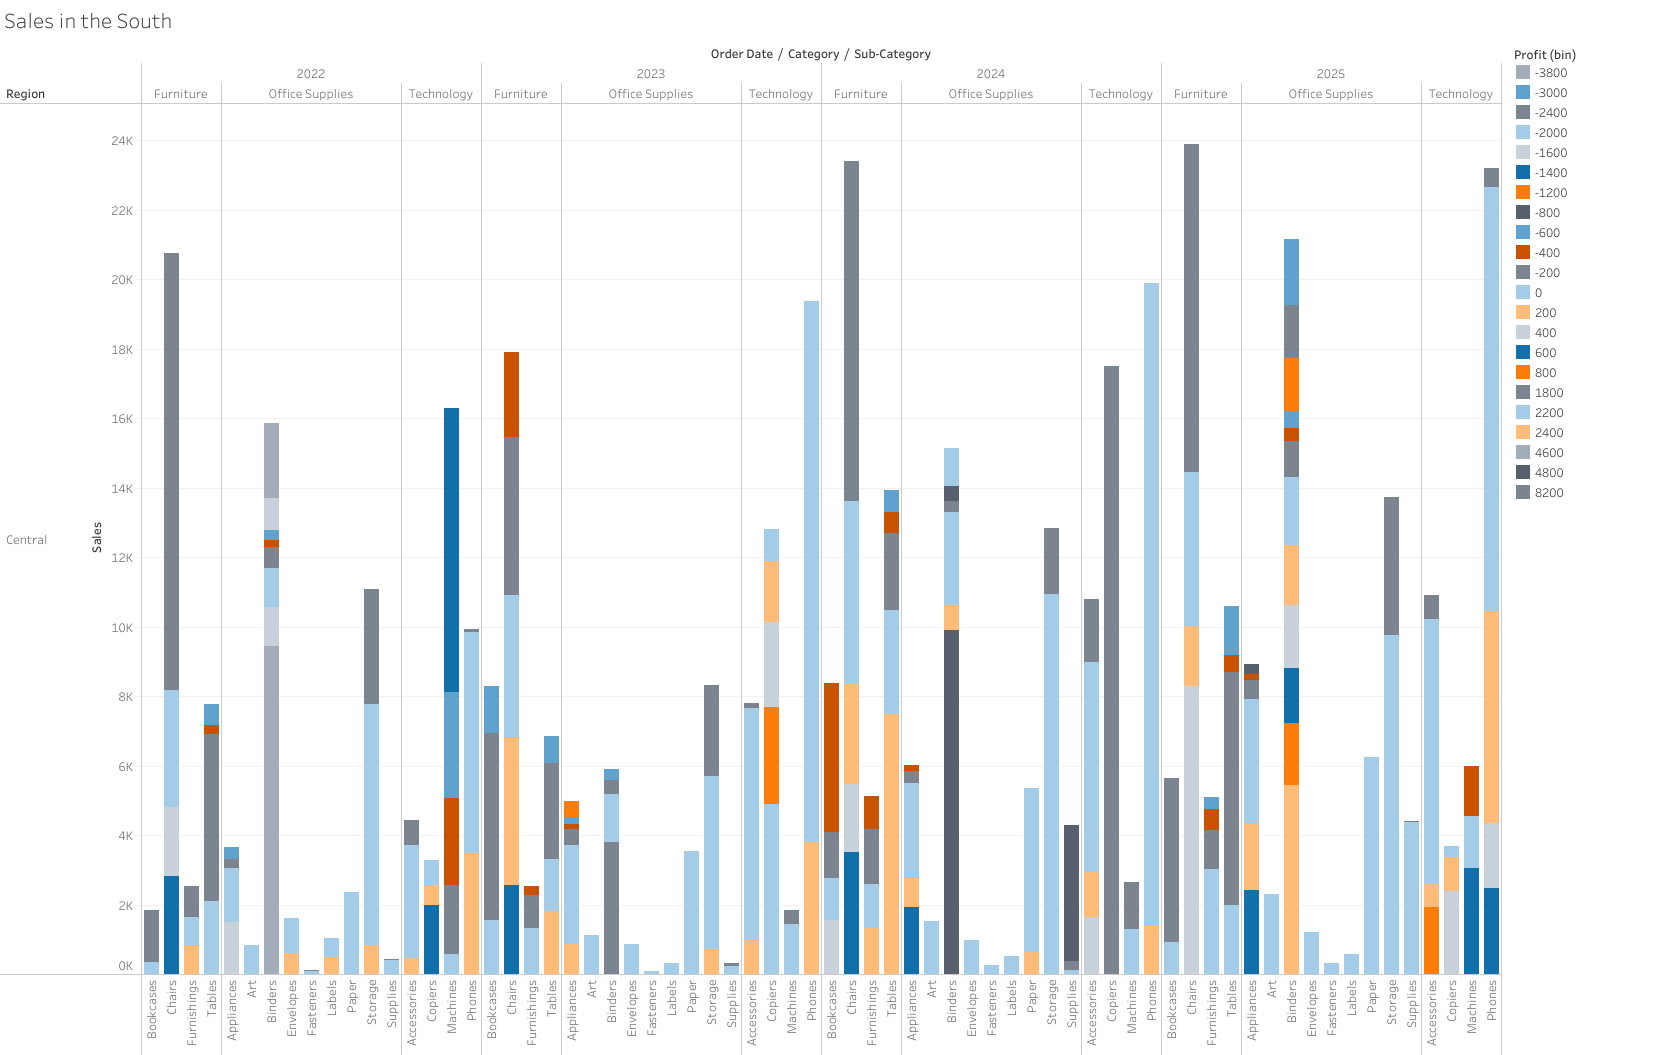 Sales in the South
Order Date / Category / Sub-Category
2022 2023 2024 2025
Region Furniture Office Supplies Technology Furniture Office Supplies Technology Furniture Office Supplies Technology Furniture Office Supplies Technology
24K
22K
20K
18K
16K
14K
12K
10K
8K
6K
4K
2K
0K
Central
Sales
Bookcases Chairs Furnishings Tables Appliances Art Binders Envelopes Fasteners Labels Paper Storage Supplies Accessories Copiers Machines Phones Bookcases Chairs Furnishings Tables Appliances Art Binders Envelopes Fasteners Labels Paper Storage Supplies Accessories Copiers Machines Phones Bookcases Chairs Furnishings Tables Appliances Art Binders Envelopes Fasteners Labels Paper Storage Supplies Accessories Copiers Machines Phones Bookcases Chairs Furnishings Tables Appliances Art Binders Envelopes Fasteners Labels Paper Storage Supplies Accessories Copiers Machines Phones
Profit (bin)
-3800
-3000
-2400
-2000
-1600
-1400
-1200
-800
-600
-400
-200
0
200
400
600
800
1800
2200
2400
4600
4800
8200